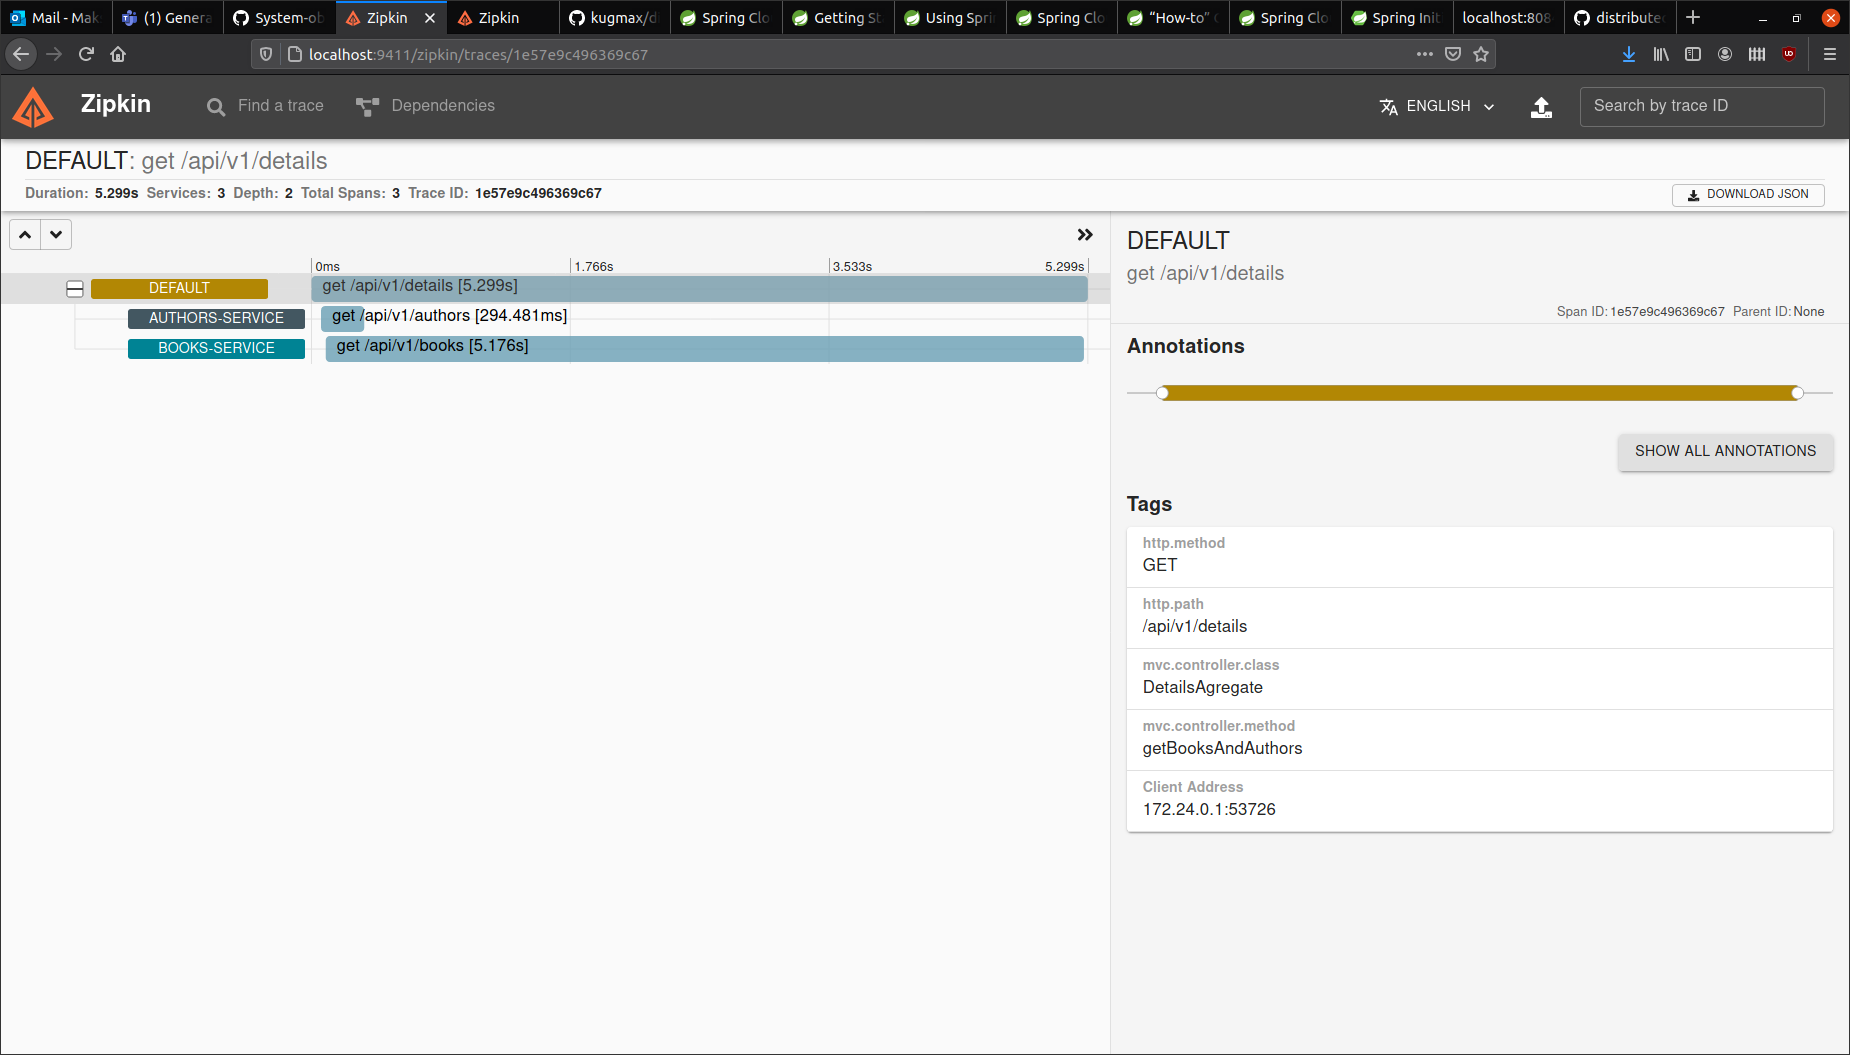 Mail - Mak
(1) Genera
System-ob
Zipkin
Zipkin
kugmax/di
Spring Clo
Getting St
Using Spri
Spring Clo
“How-to” G
Spring Clo
Spring Init
localhost:808
distribute
localhost:9411/zipkin/traces/1e57e9c496369c67
Zipkin
Find a trace
Dependencies
ENGLISH
Search by trace ID
DEFAULT: get /api/v1/details
Duration: 5.299s Services: 3 Depth: 2 Total Spans: 3 Trace ID: 1e57e9c496369c67
DOWNLOAD JSON
0ms
1.766s
3.533s
5.299s
DEFAULT
get /api/v1/details [5.299s]
AUTHORS-SERVICE
get /api/v1/authors [294.481ms]
BOOKS-SERVICE
get /api/v1/books [5.176s]
DEFAULT
get /api/v1/details
Span ID: 1e57e9c496369c67 Parent ID: None
Annotations
SHOW ALL ANNOTATIONS
Tags
http.method
GET
http.path
/api/v1/details
mvc.controller.class
DetailsAgregate
mvc.controller.method
getBooksAndAuthors
Client Address
172.24.0.1:53726